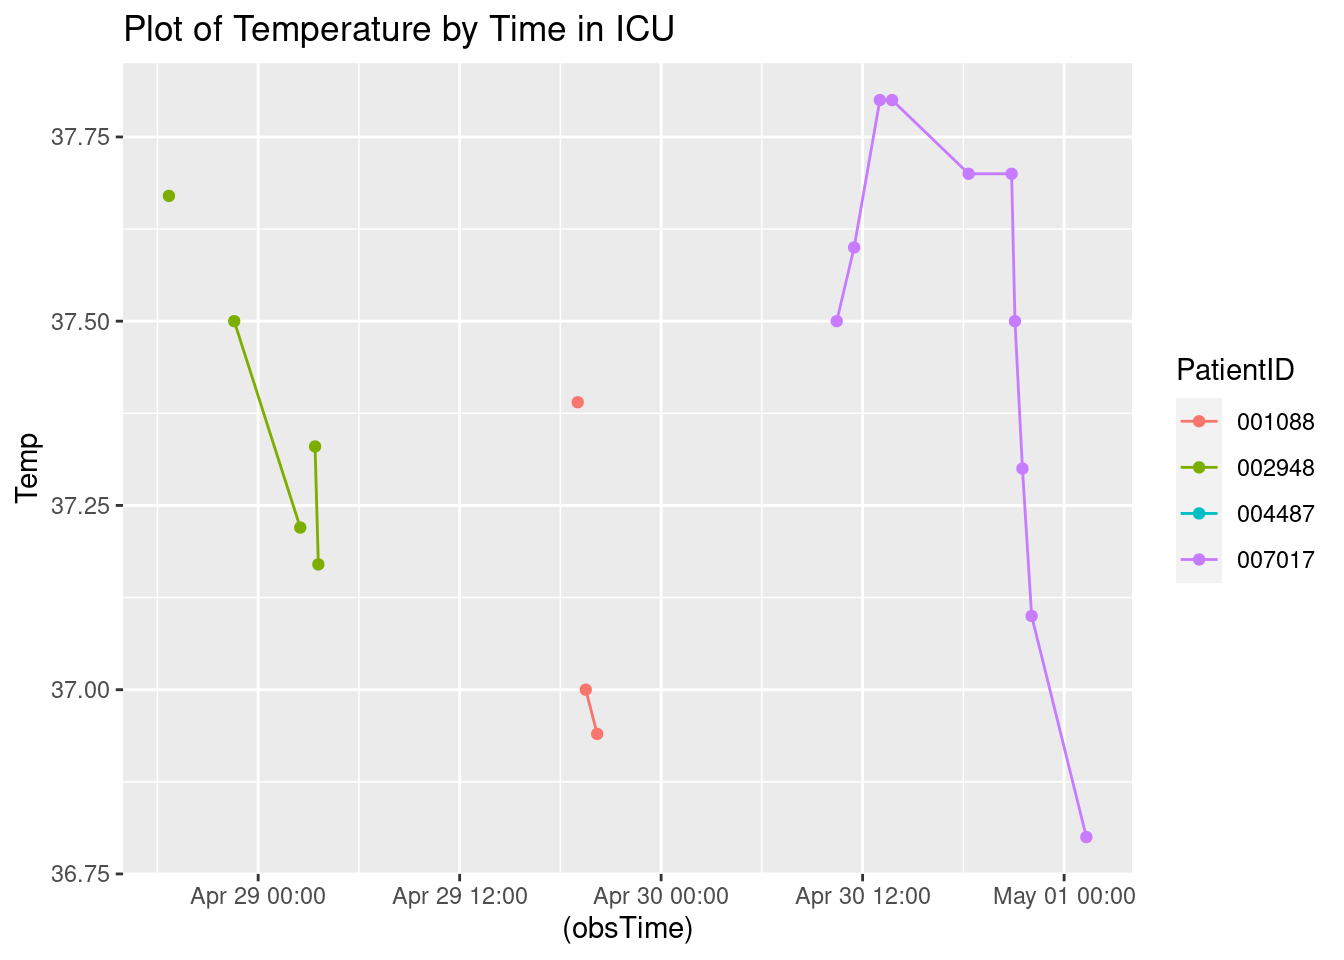 Plot of Temperature by Time in ICU
37.75
37.50
37.25
37.00
36.75
Temp
Apr 29 00:00
Apr 29 12:00
Apr 30 00:00
Apr 30 12:00
May 01 00:00
(obsTime)
PatientID
001088
002948
004487
007017